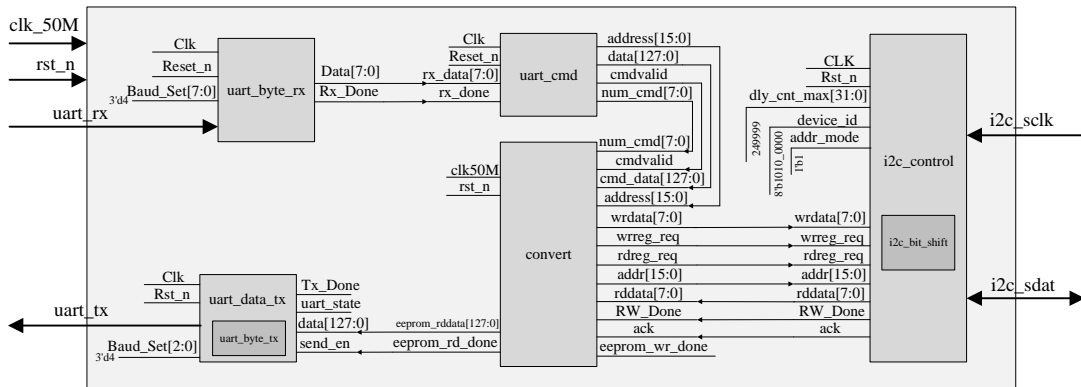 clk_50M
rst_n
uart_rx
uart_tx
Clk
Reset_n
3'd4 Baud_Set[7:0]
uart_byte_rx
Data[7:0]
Rx_Done
Clk
Reset_n
rx_data[7:0]
rx_done
uart_cmd
address[15:0]
data[127:0]
cmdvalid
num_cmd[7:0]
clk50M
rst_n
convert
num_cmd[7:0]
cmdvalid
cmd_data[127:0]
address[15:0]
wrdata[7:0]
wrreg_req
rdreg_req
addr[15:0]
rddata[7:0]
RW_Done
ack
eeprom_wr_done
eeprom_rddata[127:0]
eeprom_rd_done
Clk
Rst_n
3'd4 Baud_Set[2:0]
uart_data_tx
uart_byte_tx
Tx_Done
uart_state
data[127:0]
send_en
CLK
Rst_n
dly_cnt_max[31:0]
249999
device_id
8'b1010_0000
addr_mode
1'b1
wrdata[7:0]
wrreg_req
rdreg_req
addr[15:0]
rddata[7:0]
RW_Done
ack
i2c_control
i2c_bit_shift
i2c_sclk
i2c_sdat